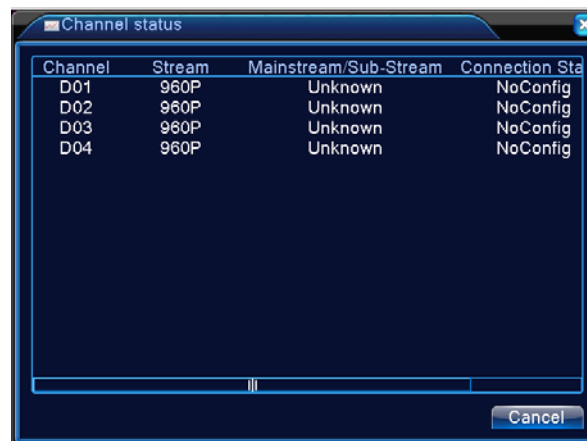 Channel status
Channel Stream Mainstream/Sub-Stream Connection Sta
D01 960P Unknown NoConfig
D02 960P Unknown NoConfig
D03 960P Unknown NoConfig
D04 960P Unknown NoConfig
Cancel